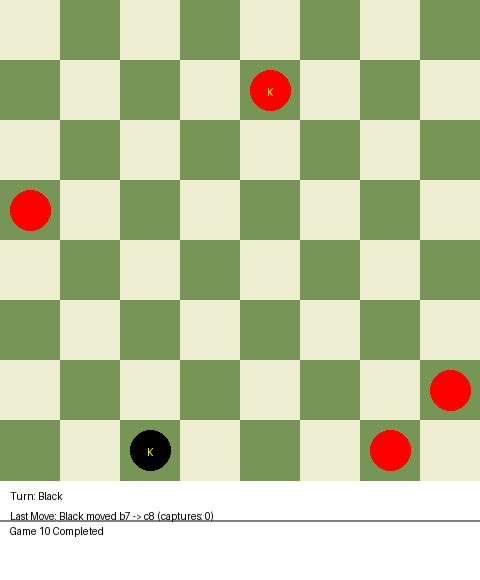 K
K
Turn: Black
Last Move: Black moved b7 -> c8 (captures: 0)
Game 10 Completed